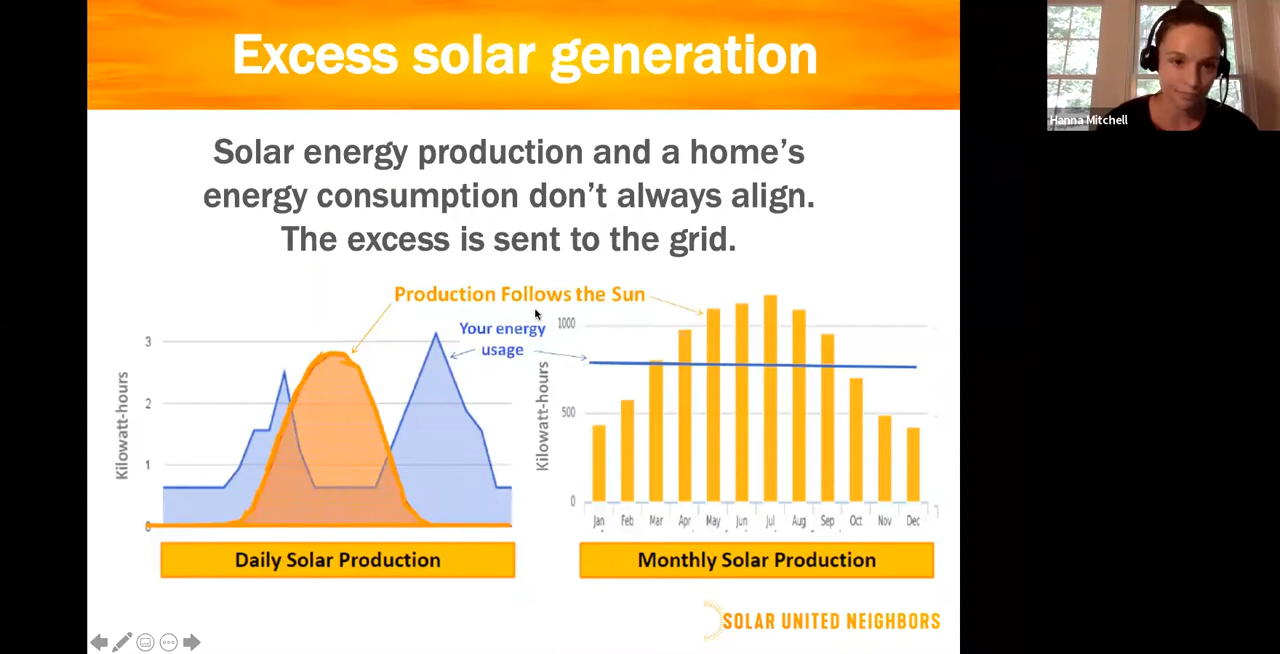 Excess solar generation
Hanna Mitchell
Solar energy production and a home's
energy consumption don't always align.
The excess is sent to the grid.
Production Follows the Sun
Your energy
usage
Kilowatt-hours
3
2
1
0
Kilowatt-hours
1000
500
0
Jan Feb Mar Apr May Jun Jul Aug Sep Oct Nov Dec
Daily Solar Production
Monthly Solar Production
SOLAR UNITED NEIGHBORS